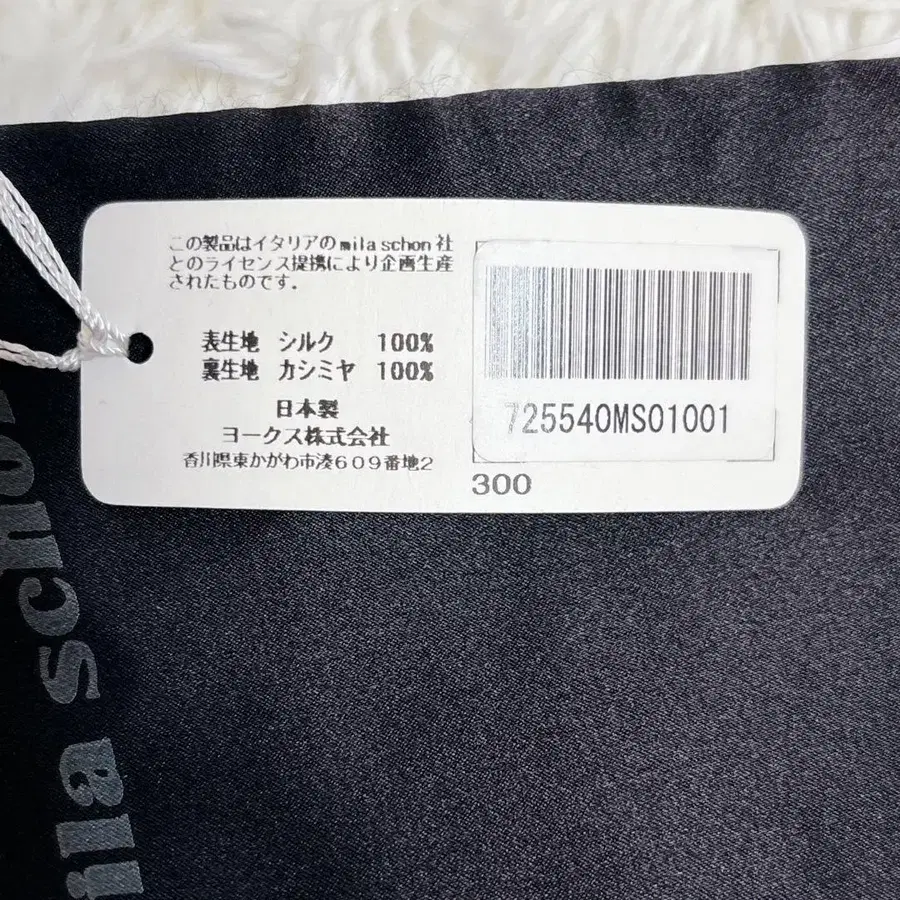 この製品はイタリアのmila schon社
とのライセンス提携により企画生産
されたものです。
表生地 シルク 100%
裏生地 カシミヤ 100%
日本製
ヨークス株式会社
香川県東かがわ市湊609番地2
725540MS01001
300
ila schon